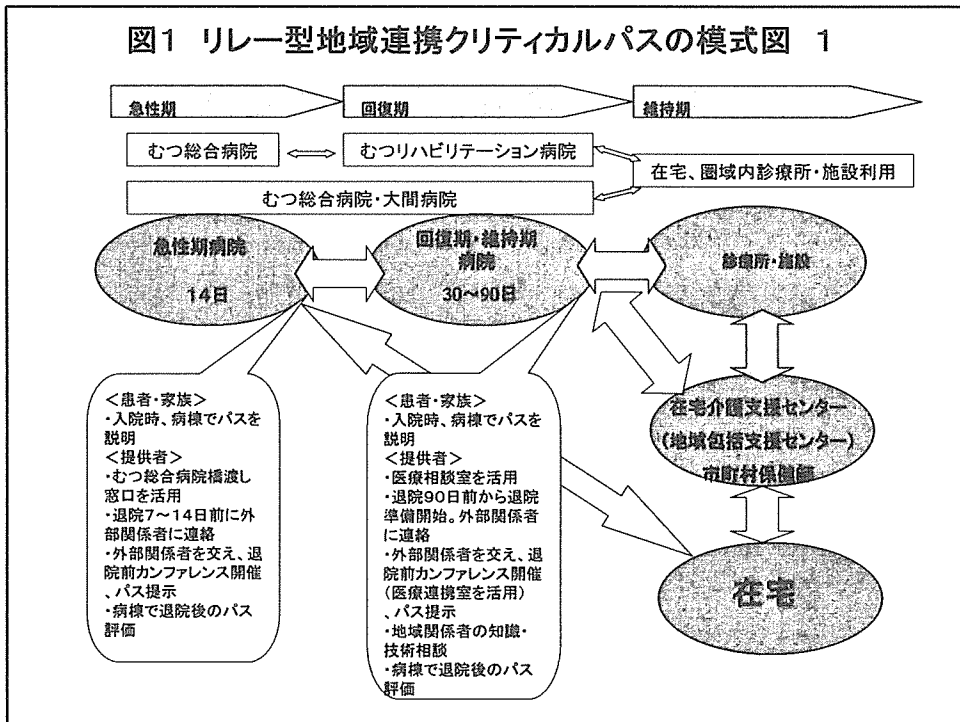 図1 リレー型地域連携クリティカルパスの模式図 1
急性期
回復期
維持期
むつ総合病院
むつリハビリテーション病院
在宅、圏域内診療所・施設利用
むつ総合病院・大間病院
急性期病院
14日
回復期・維持期
病院
30～90日
診療所・施設
<患者・家族>
・入院時、病棟でパスを
説明
<提供者>
・むつ総合病院橋渡し
窓口を活用
・退院7～14日前に外
部関係者に連絡
・外部関係者を交え、退
院前カンファレンス開催
、パス提示
・病棟で退院後のパス
評価
<患者・家族>
・入院時、病棟でパスを
説明
<提供者>
・医療相談室を活用
・退院90日前から退院
準備開始。外部関係者
に連絡
・外部関係者を交え、退
院前カンファレンス開催
(医療連携室を活用)
、パス提示
・地域関係者の知識・
技術相談
・病棟で退院後のパス
評価
在宅介護支援センター
(地域包括支援センター)
市町村保健師
在宅